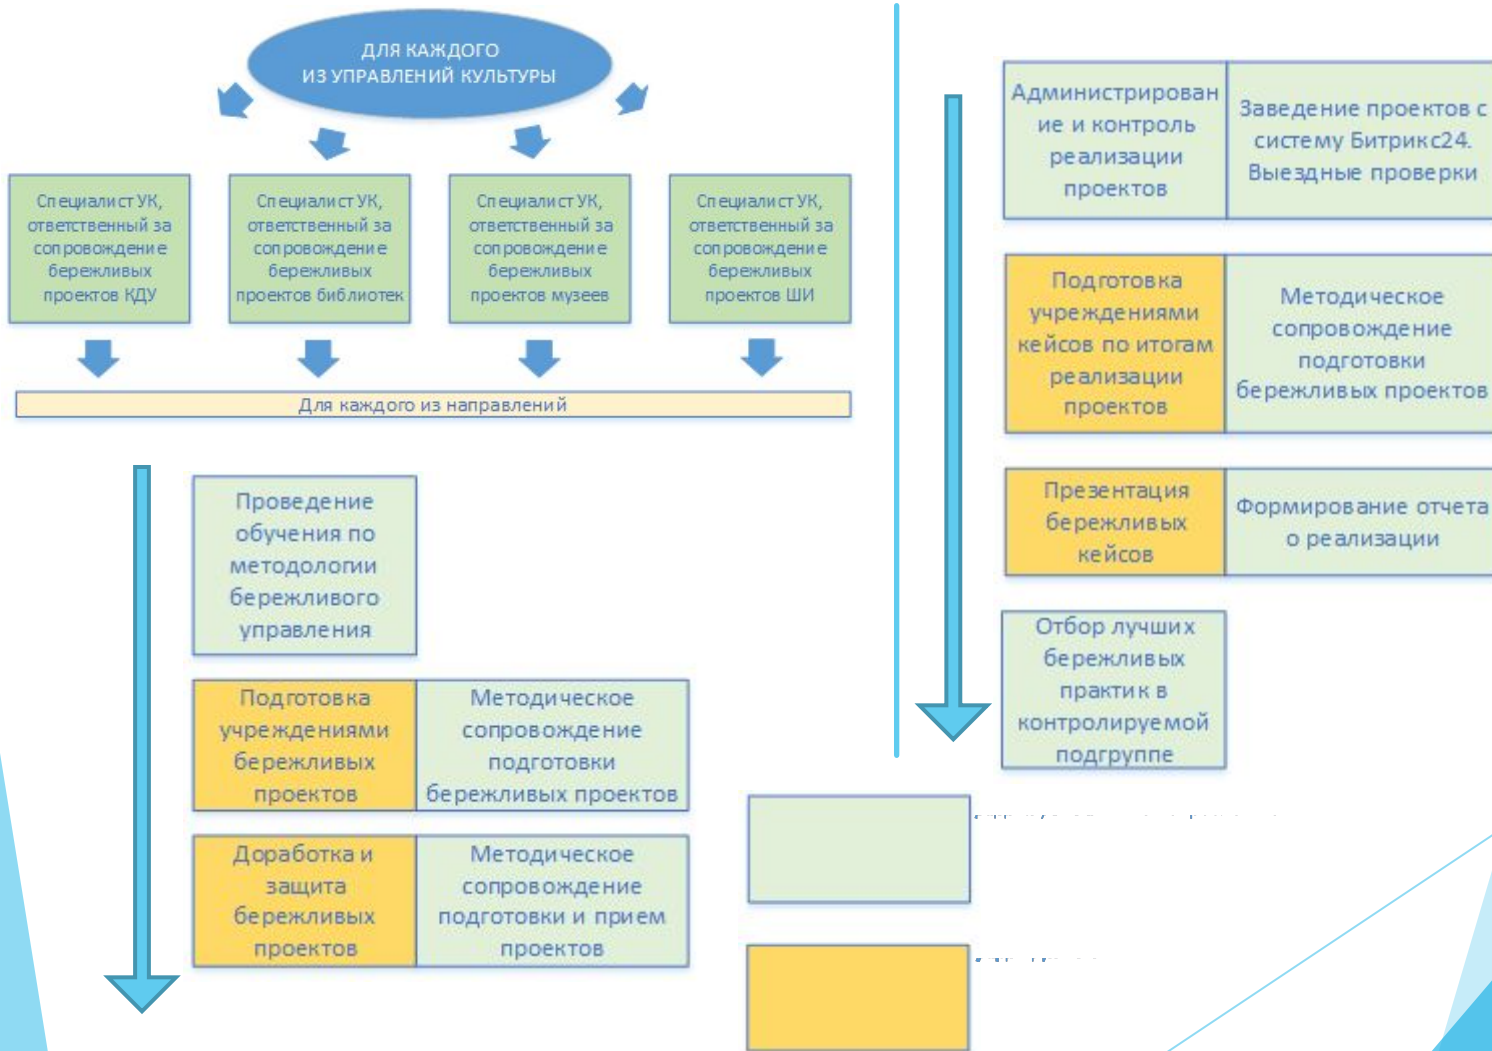 ДЛЯ КАЖДОГО
ИЗ УПРАВЛЕНИЙ КУЛЬТУРЫ
Специалист УК,
ответственный за
сопровождение
бережливых
проектов КДУ
Специалист УК,
ответственный за
сопровождение
бережливых
проектов библиотек
Специалист УК,
ответственный за
сопровождение
бережливых
проектов музеев
Специалист УК,
ответственный за
сопровождение
бережливых
проектов ШИ
Для каждого из направлений
Проведение
обучения по
методологии
бережливого
управления
Подготовка
учреждениями
бережливых
проектов
Методическое
сопровождение
подготовки
бережливых проектов
Доработка и
защита
бережливых
проектов
Методическое
сопровождение
подготовки и прием
проектов
Администрирован
ие и контроль
реализации
проектов
Заведение проектов с
систему Битрикс24.
Выездные проверки
Подготовка
учреждениями
кейсов по итогам
реализации
проектов
Методическое
сопровождение
подготовки
бережливых проектов
Презентация
бережливых
кейсов
Формирование отчета
о реализации
Отбор лучших
бережливых
практик в
контролируемой
подгруппе